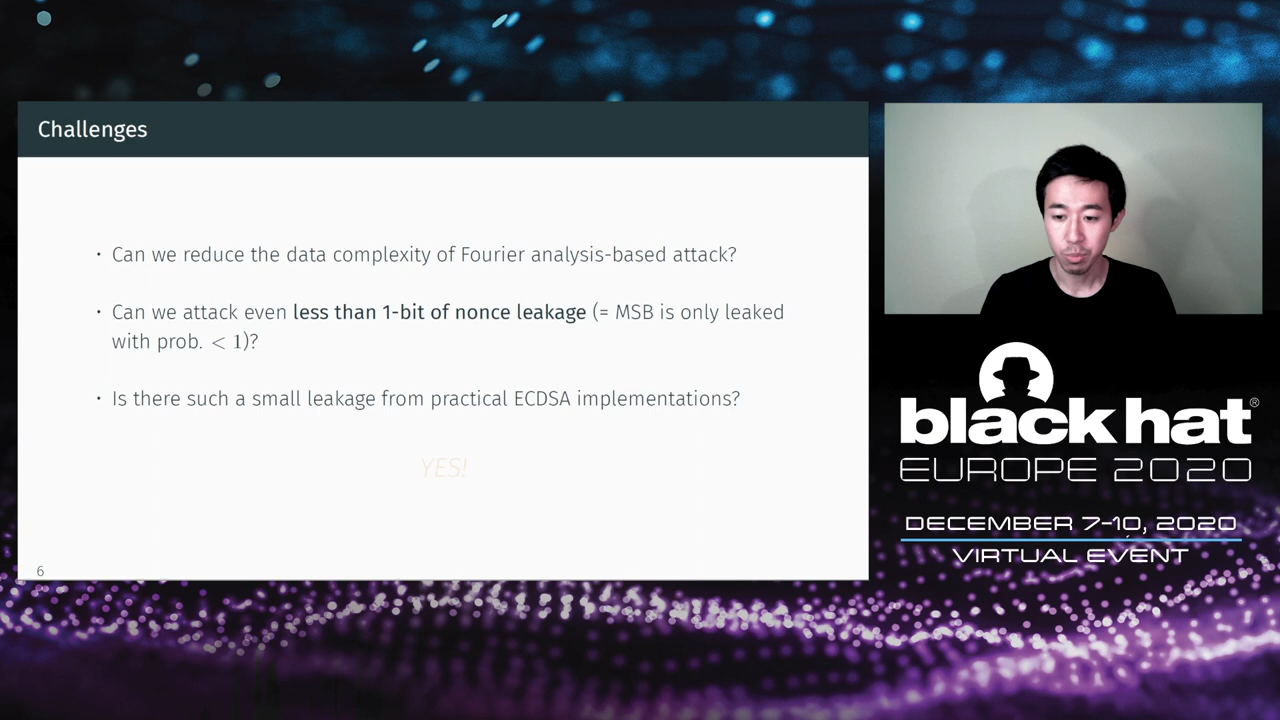 Challenges
• Can we reduce the data complexity of Fourier analysis-based attack?
• Can we attack even less than 1-bit of nonce leakage (= MSB is only leaked
with prob. < 1)?
• Is there such a small leakage from practical ECDSA implementations?
YES!
6
black hat®
EUROPE 2020
DECEMBER 7-10, 2020
VIRTUAL EVENT